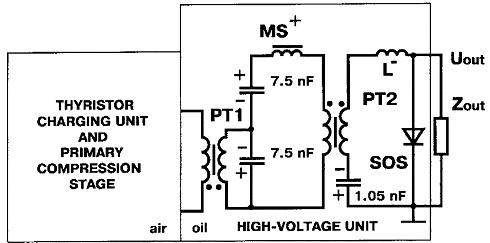 MS+
Uout
L-
7.5 nF
PT1
PT2
Zout
THYRISTOR
CHARGING UNIT
AND
PRIMARY
COMPRESSION
STAGE
7.5 nF
SOS
1.05 nF
air
oil
HIGH-VOLTAGE UNIT
+
-
-
+
-
+